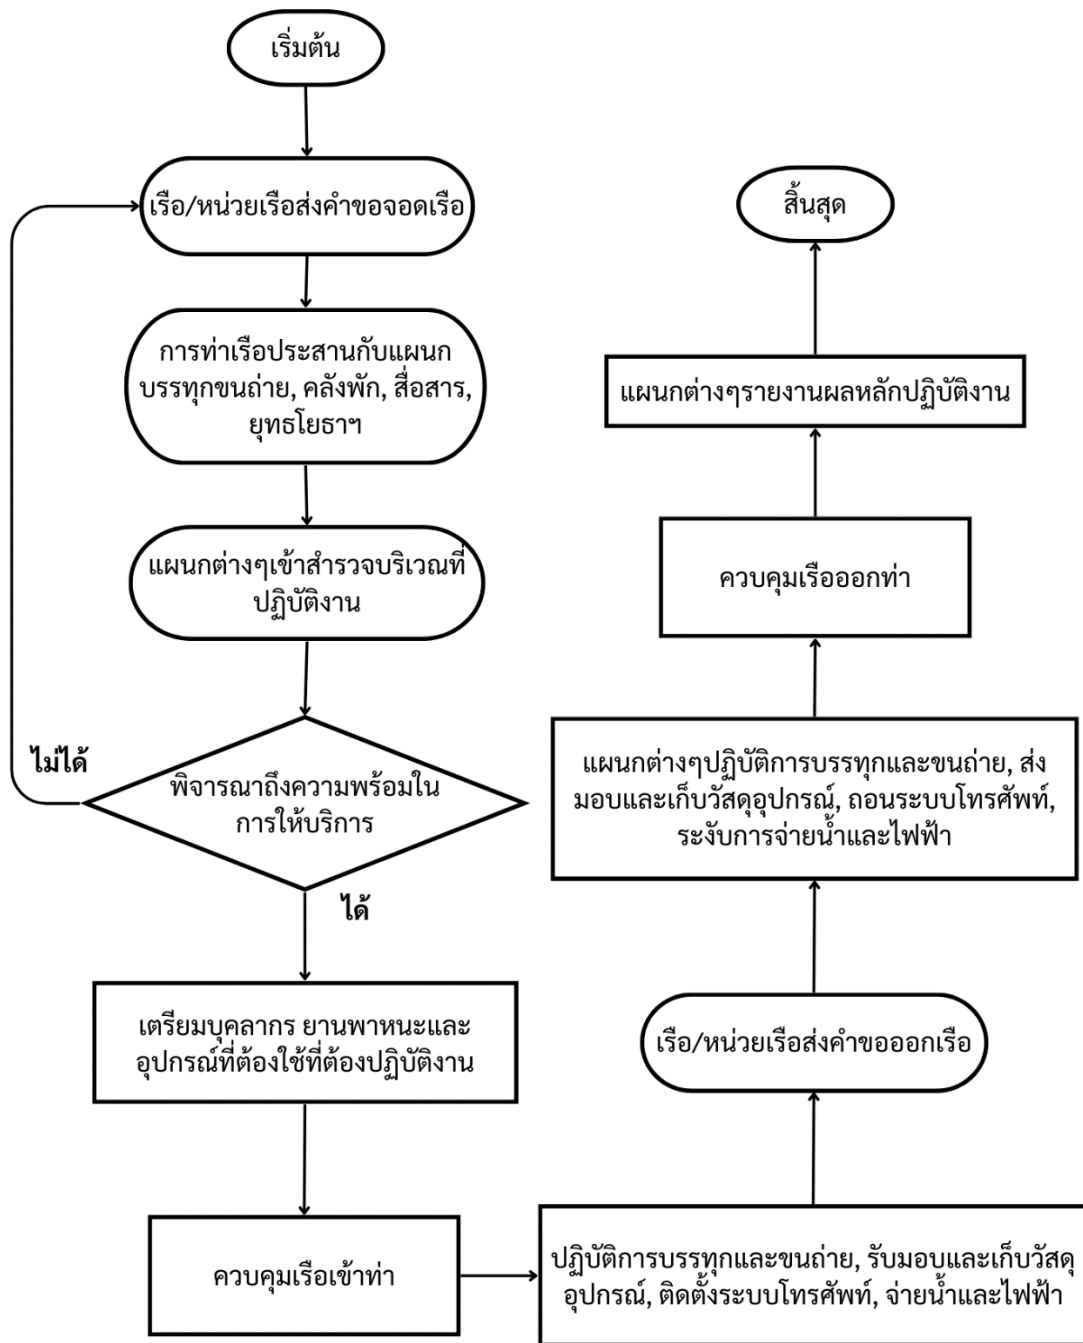 เริ่มต้น
เรือ/หน่วยเรือส่งคำขอจอดเรือ
การท่าเรือประสานกับแผนก
บรรทุกขนถ่าย, คลังพัก, สื่อสาร,
ยุทธโยธาฯ
แผนกต่างๆเข้าสำรวจบริเวณที่
ปฏิบัติงาน
ไม่ได้
พิจารณาถึงความพร้อมใน
การให้บริการ
ได้
เตรียมบุคลากร ยานพาหนะและ
อุปกรณ์ที่ต้องใช้ที่ต้องปฏิบัติงาน
ควบคุมเรือเข้าท่า
ปฏิบัติการบรรทุกและขนถ่าย, รับมอบและเก็บวัสดุ
อุปกรณ์, ติดตั้งระบบโทรศัพท์, จ่ายน้ำและไฟฟ้า
เรือ/หน่วยเรือส่งคำขอออกเรือ
แผนกต่างๆปฏิบัติการบรรทุกและขนถ่าย, ส่ง
มอบและเก็บวัสดุอุปกรณ์, ถอนระบบโทรศัพท์,
ระงับการจ่ายน้ำและไฟฟ้า
ควบคุมเรือออกท่า
แผนกต่างๆรายงานผลหลักปฏิบัติงาน
สิ้นสุด